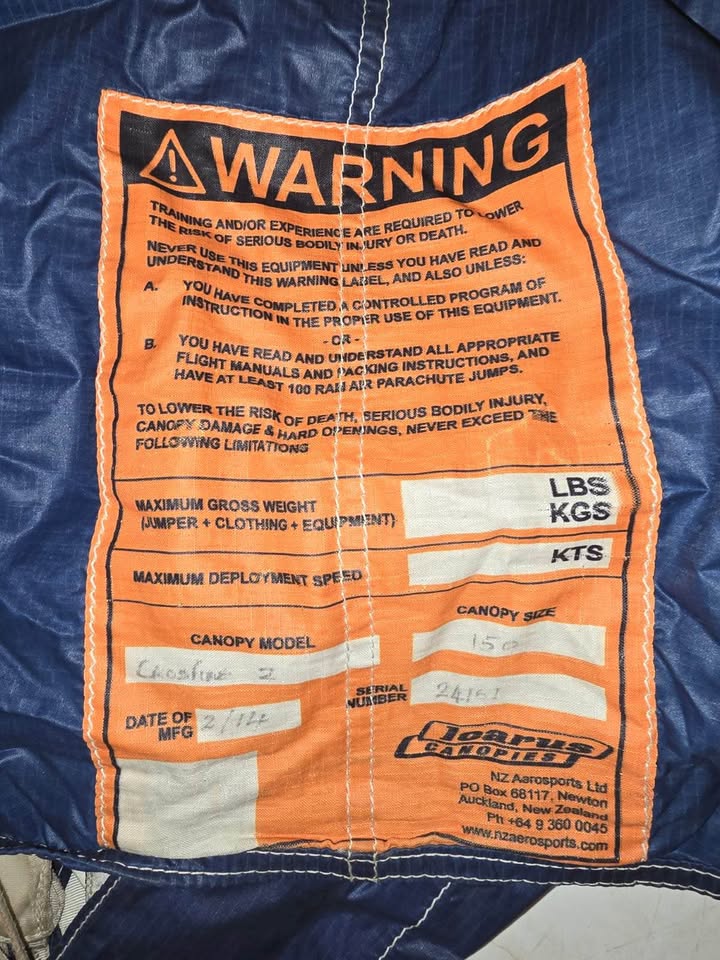 WARNING
TRAINING AND/OR EXPERIENCE ARE REQUIRED TO LOWER
THE RISK OF SERIOUS BODILY INJURY OR DEATH.
NEVER USE THIS EQUIPMENT UNLESS YOU HAVE READ AND
UNDERSTAND THIS WARNING LABEL, AND ALSO UNLESS:
A. YOU HAVE COMPLETED A CONTROLLED PROGRAM OF
INSTRUCTION IN THE PROPER USE OF THIS EQUIPMENT.
- OR -
B. YOU HAVE READ AND UNDERSTAND ALL APPROPRIATE
FLIGHT MANUALS AND PACKING INSTRUCTIONS, AND
HAVE AT LEAST 100 RAM AIR PARACHUTE JUMPS.
TO LOWER THE RISK OF DEATH, SERIOUS BODILY INJURY,
CANOPY DAMAGE & HARD OPENINGS, NEVER EXCEED THE
FOLLOWING LIMITATIONS
MAXIMUM GROSS WEIGHT LBS
(JUMPER + CLOTHING + EQUIPMENT) KGS
MAXIMUM DEPLOYMENT SPEED KTS
CANOPY MODEL
2
CANOPY SIZE
150
DATE OF
MFG 2/14
SERIAL
NUMBER
Icarus
CANOPIES
NZ Aerosports Ltd
PO Box 68117, Newton
Auckland, New Zealand
Ph +64 9 360 0045
www.nzaerosports.com